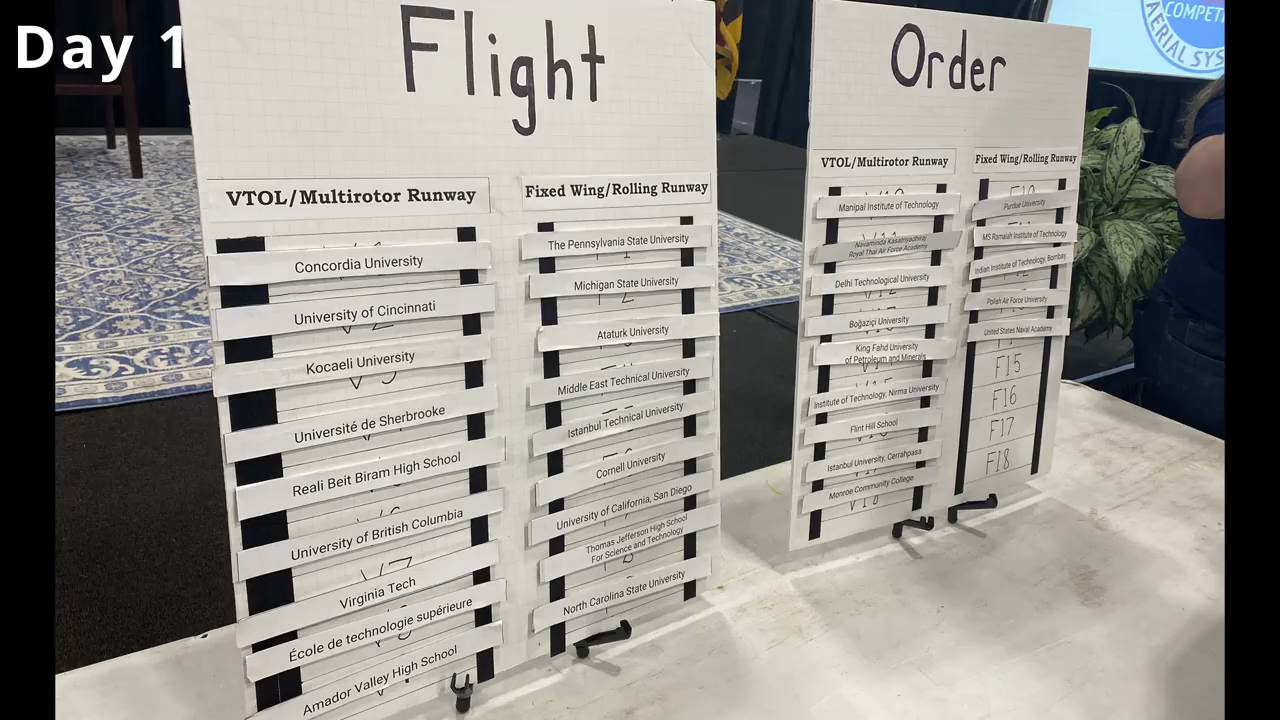 Day 1
Flight
VTOL/Multirotor Runway
Concordia University
University of Cincinnati
Kocaeli University
Université de Sherbrooke
Reali Beit Biram High School
University of British Columbia
V7
Virginia Tech
École de technologie supérieure
Amador Valley High School
Fixed Wing/Rolling Runway
The Pennsylvania State University
Michigan State University
Ataturk University
Middle East Technical University
Istanbul Technical University
Cornell University
University of California, San Diego
Thomas Jefferson High School
For Science and Technology
North Carolina State University
Order
VTOL/Multirotor Runway
Manipal Institute of Technology
Navaminda Kasatriyadhiraj
Royal Thai Air Force Academy
Delhi Technological University
Boğaziçi University
King Fahd University
of Petroleum and Minerals
Institute of Technology, Nirma University
Flint Hill School
Istanbul University, Cerrahpasa
Monroe Community College
V18
Fixed Wing/Rolling Runway
Purdue University
MS Ramaiah Institute of Technology
Indian Institute of Technology, Bombay
Polish Air Force University
United States Naval Academy
F15
F16
F17
F18
AERIAL SYS